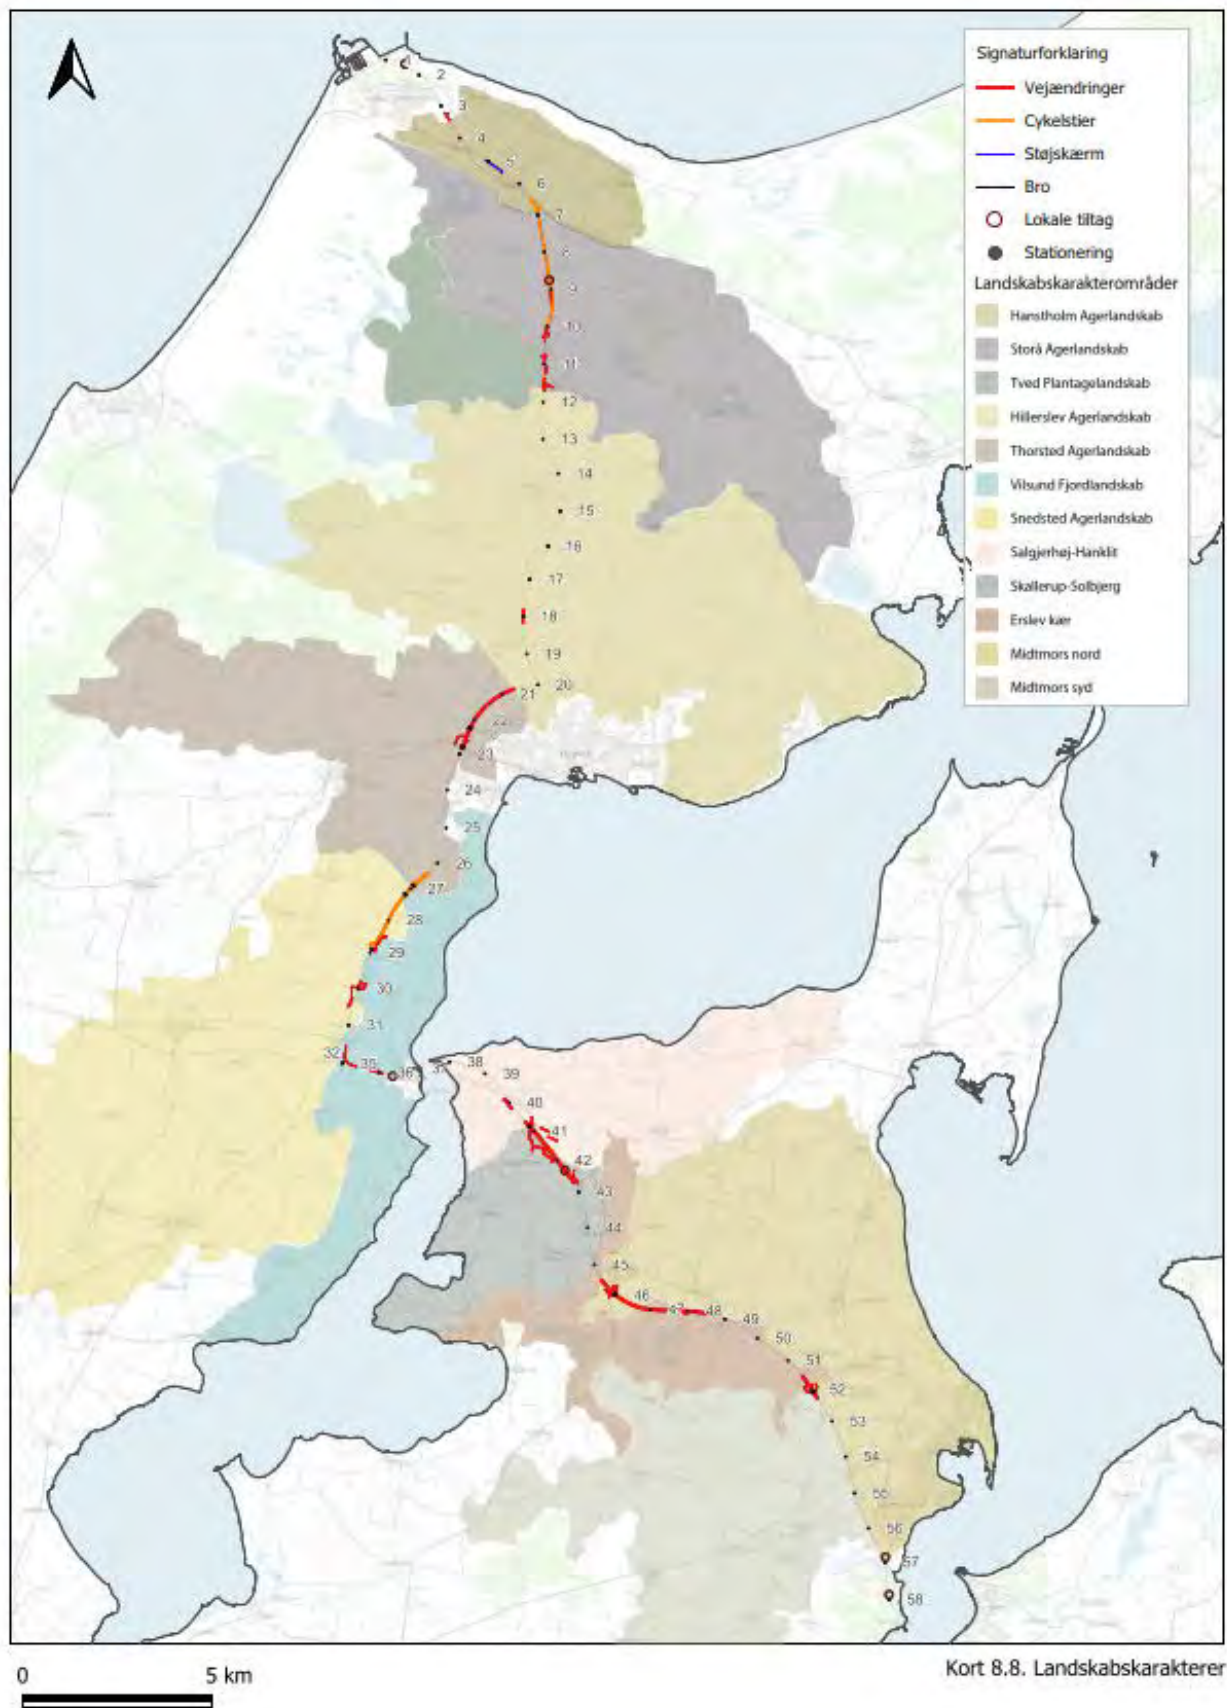 Signaturforklaring
Vejændringer
Cykelstier
Støjskærm
Bro
Lokale tiltag
Stationering
Landskabskarakterområder
Hanstholm Agerlandskab
Storå Agerlandskab
Tved Plantagelandskab
Hillerslev Agerlandskab
Thorsted Agerlandskab
Vilsund Fjordlandskab
Snedsted Agerlandskab
Salgjerhøj-Hanklit
Skallerup-Solbjerg
Erslev kær
Midtmors nord
Midtmors syd
2
3
4
5
6
7
8
9
10
11
12
13
14
15
16
17
18
19
20
21
22
23
24
25
26
27
28
29
30
31
32
35
36
37
38
39
40
41
42
43
44
45
46
47
48
49
50
51
52
53
54
55
56
57
58
0 5 km
Kort 8.8. Landskabskarakterer